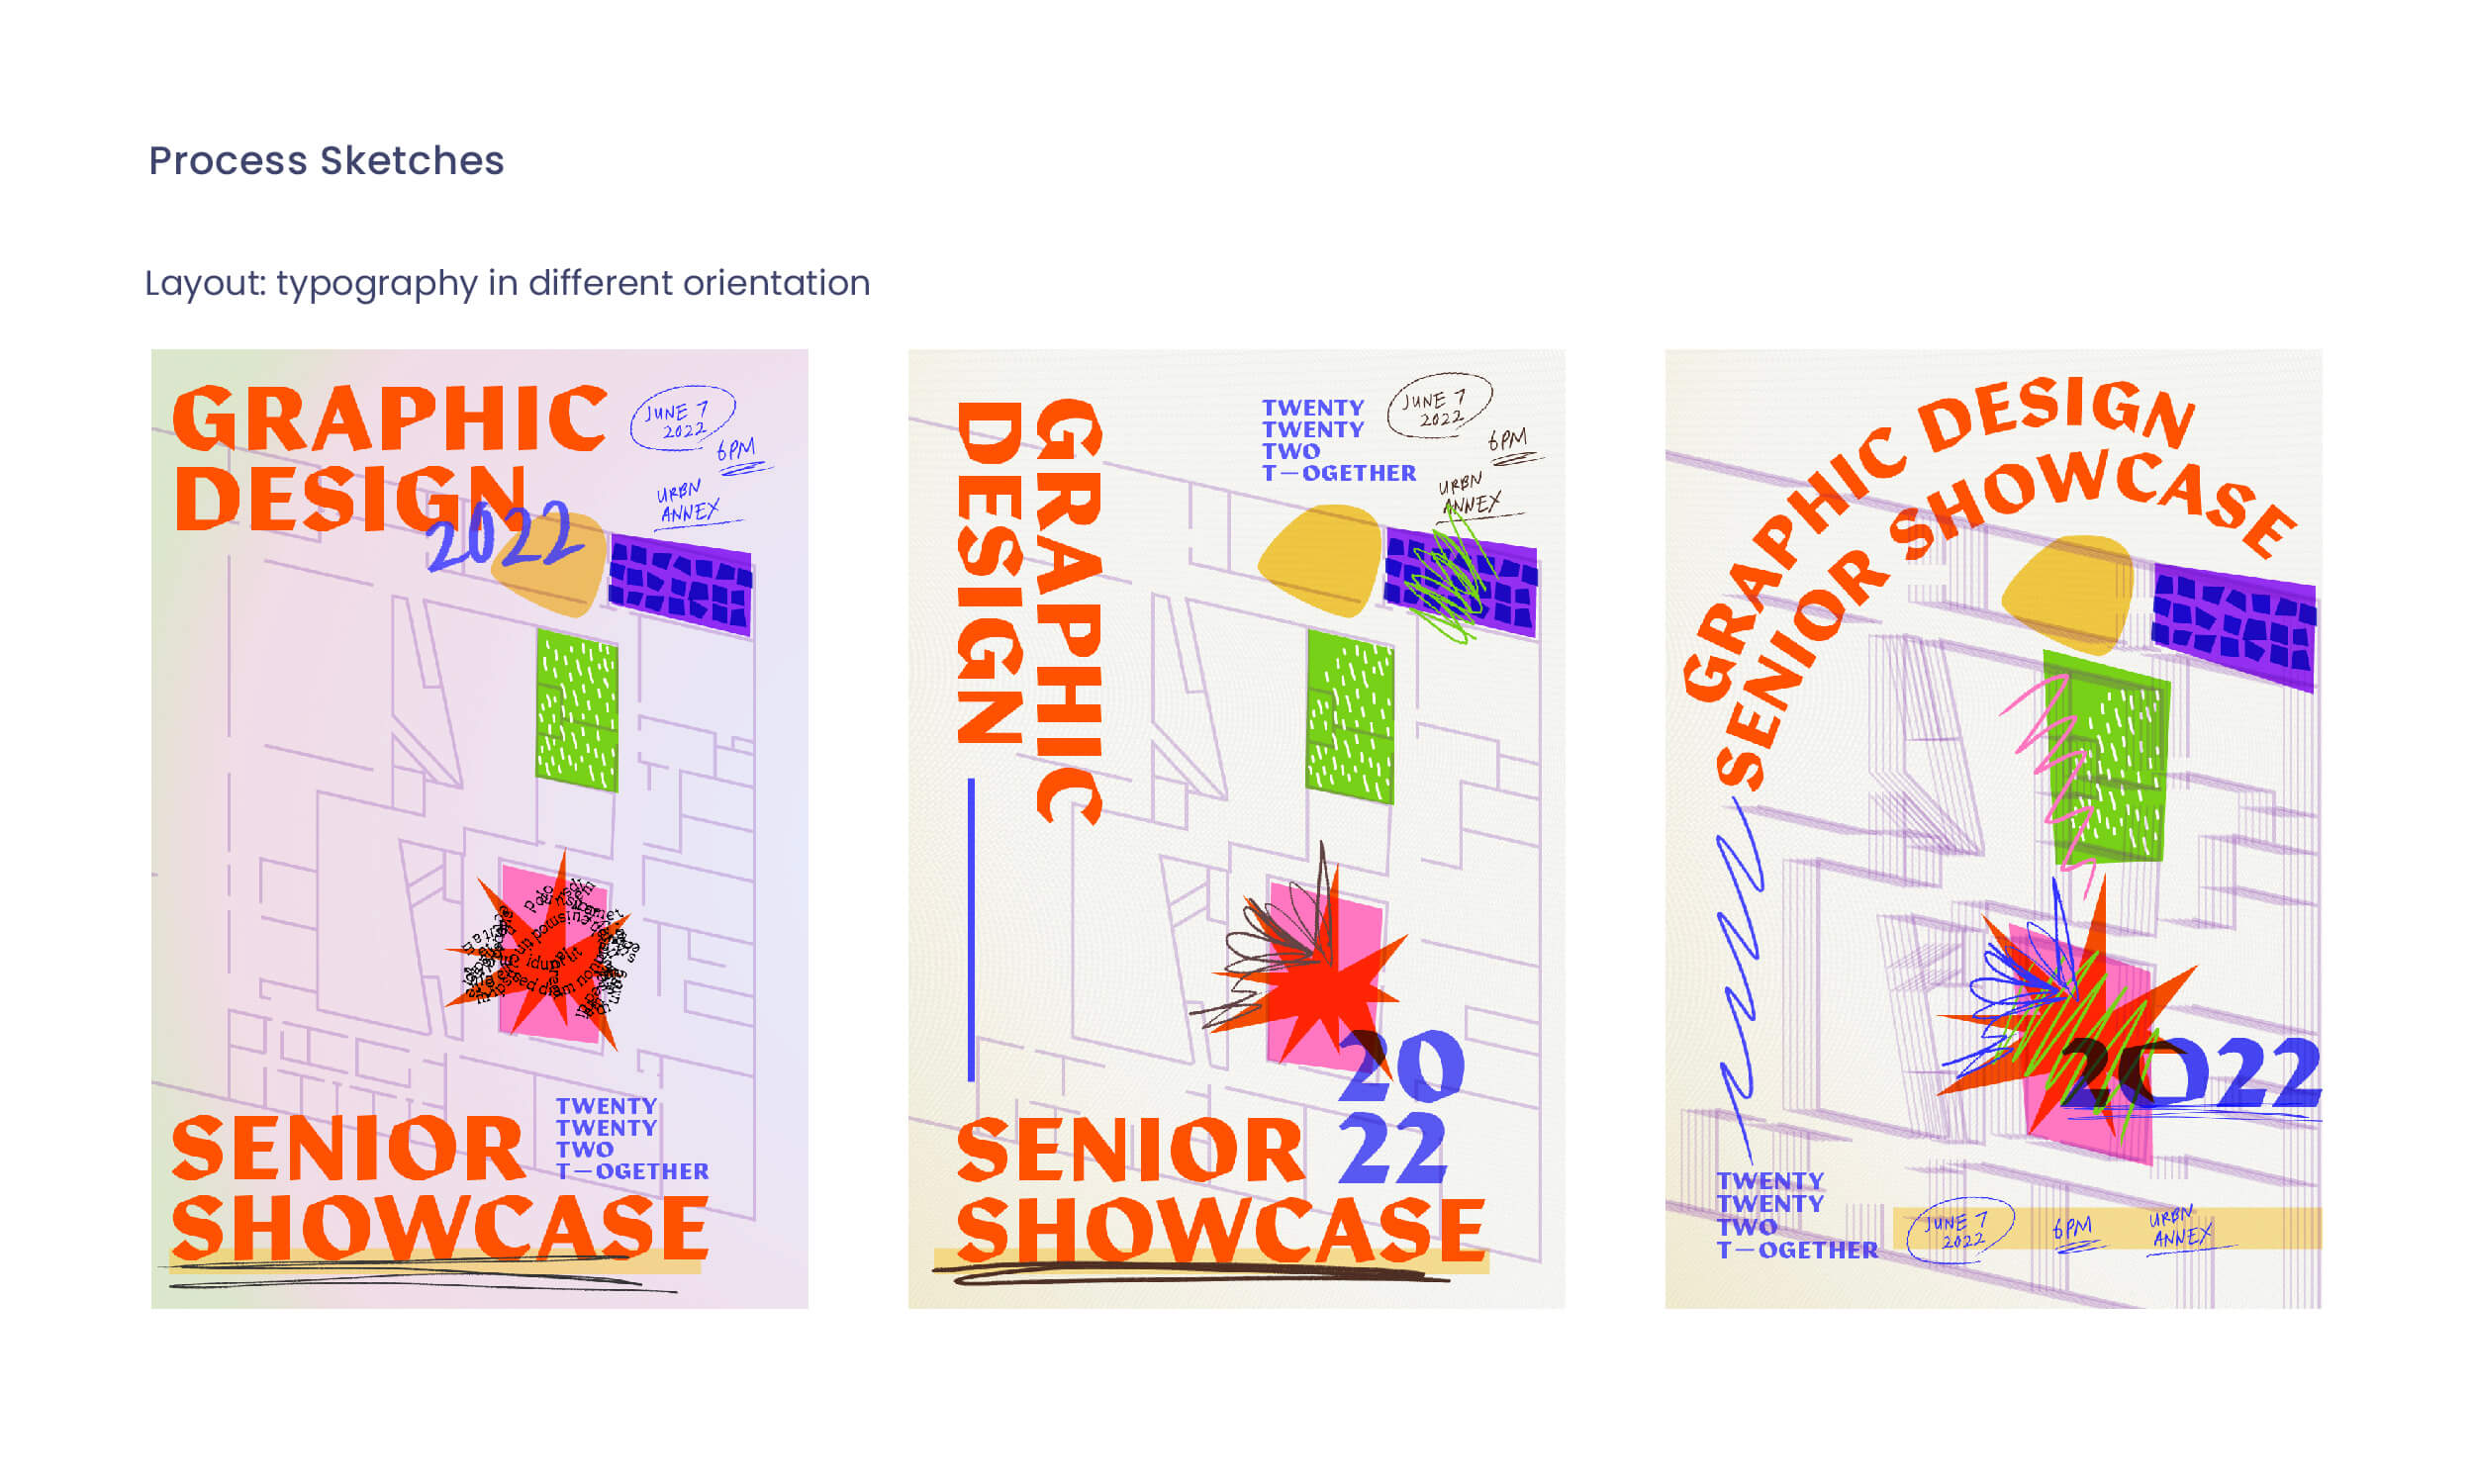 Process Sketches
Layout: typography in different orientation
GRAPHIC
DESIGN
2022
JUNE 7
2022
6PM
URBN
ANNEX
TWENTY
TWENTY
TWO
T—OGETHER
SENIOR
SHOWCASE
GRAPHIC
DESIGN
TWENTY
TWENTY
TWO
T—OGETHER
JUNE 7
2022
6PM
URBN
ANNEX
20
22
SENIOR
SHOWCASE
GRAPHIC DESIGN
SENIOR SHOWCASE
2022
TWENTY
TWENTY
TWO
T—OGETHER
JUNE 7
2022
6PM
URBN
ANNEX